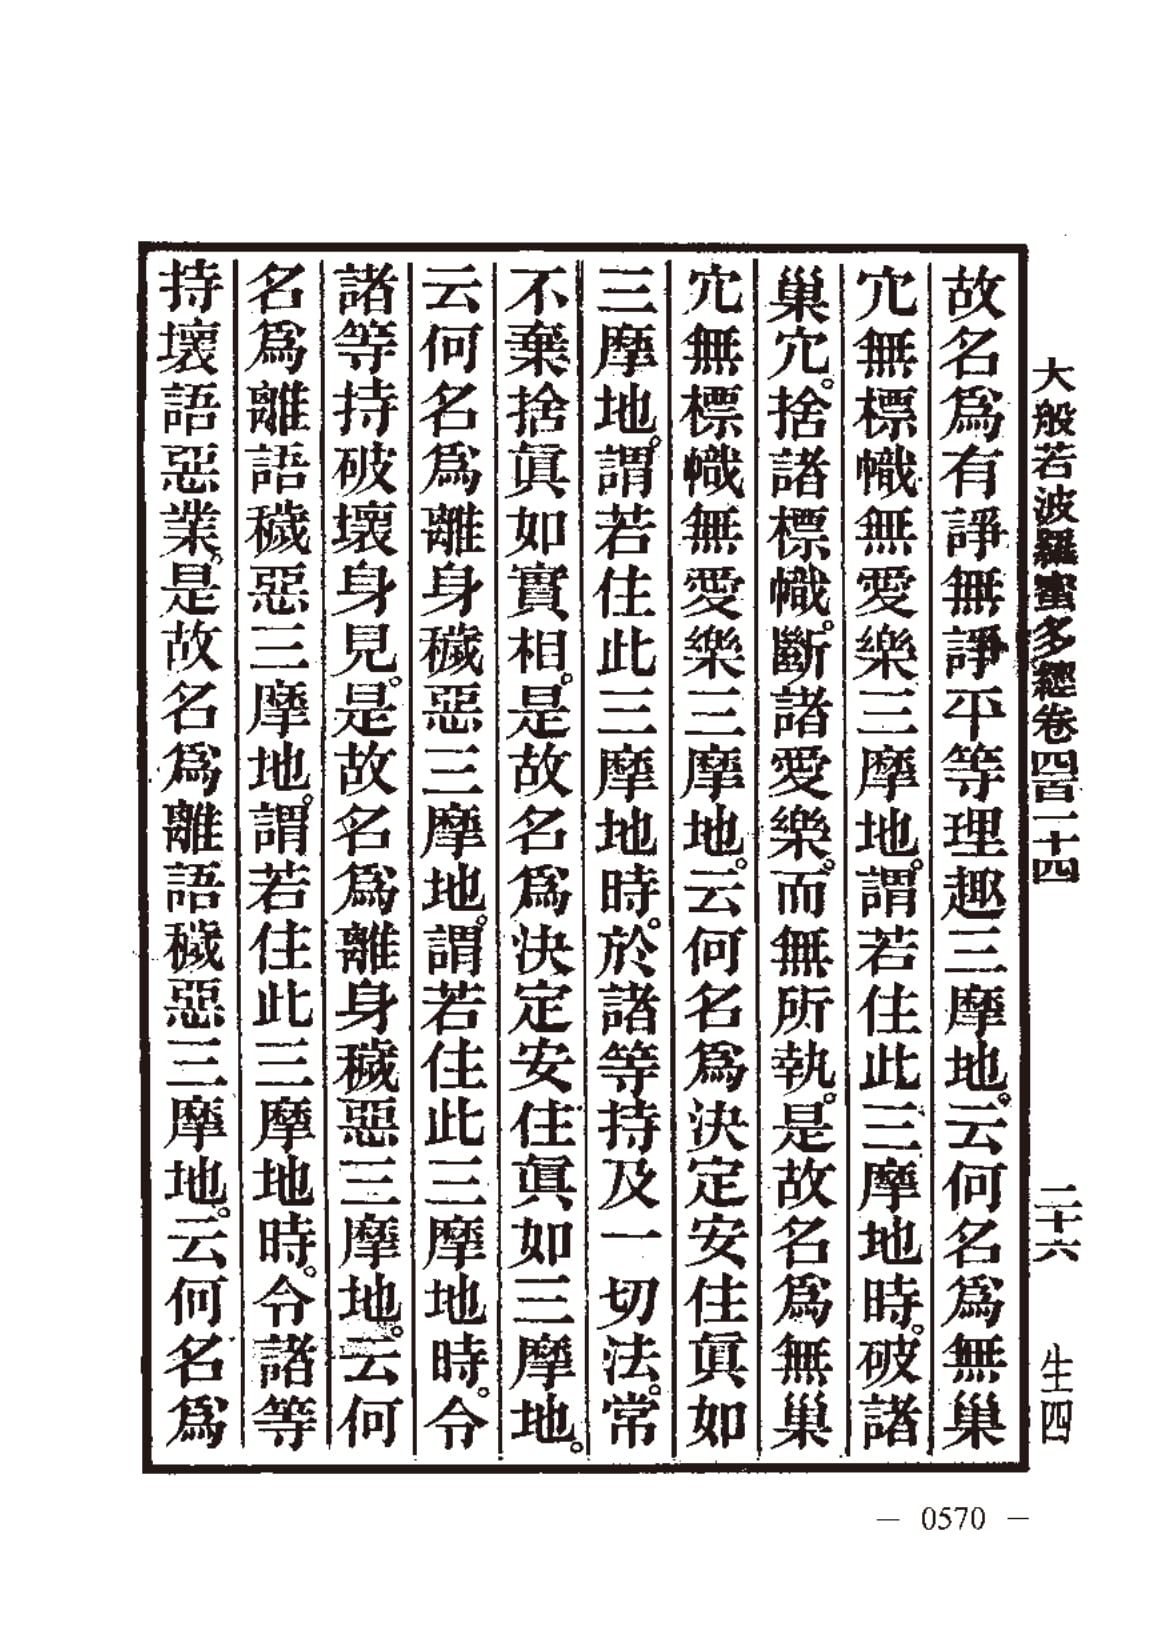 大般若波羅蜜多經卷四百一十四　二十六　生四
故名爲有諍無諍平等理趣三摩地。云何名爲無巢
穴無標幟無愛樂三摩地。謂若住此三摩地時。破諸
巢穴。捨諸標幟。斷諸愛樂。而無所執。是故名爲無巢
穴無標幟無愛樂三摩地。云何名爲決定安住眞如
三摩地。謂若住此三摩地時。於諸等持及一切法。常
不棄捨眞如實相。是故名爲決定安住眞如三摩地。
云何名爲離身穢惡三摩地。謂若住此三摩地時。令
諸等持破壞身見。是故名爲離身穢惡三摩地。云何
名爲離語穢惡三摩地。謂若住此三摩地時。令諸等
持壞語惡業。是故名爲離語穢惡三摩地。云何名爲
— 0570 —